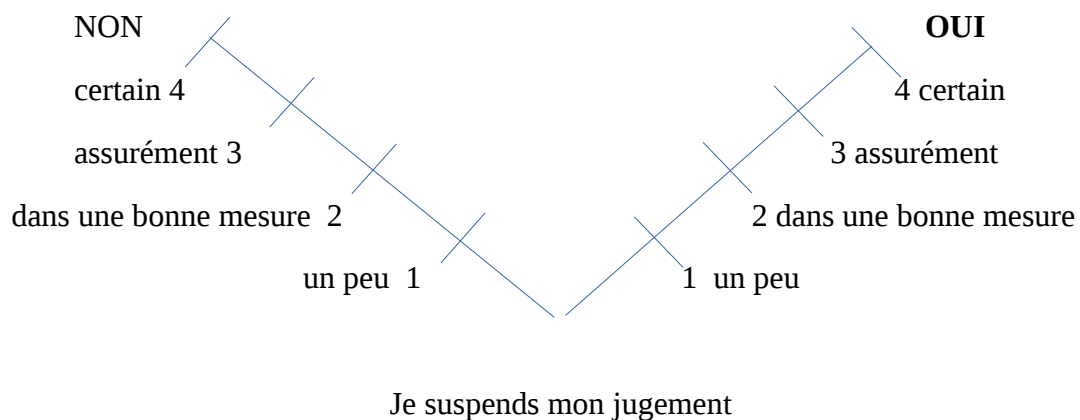 NON OUI
certain 4 4 certain
assurément 3 3 assurément
dans une bonne mesure 2 2 dans une bonne mesure
un peu 1 1 un peu
Je suspends mon jugement